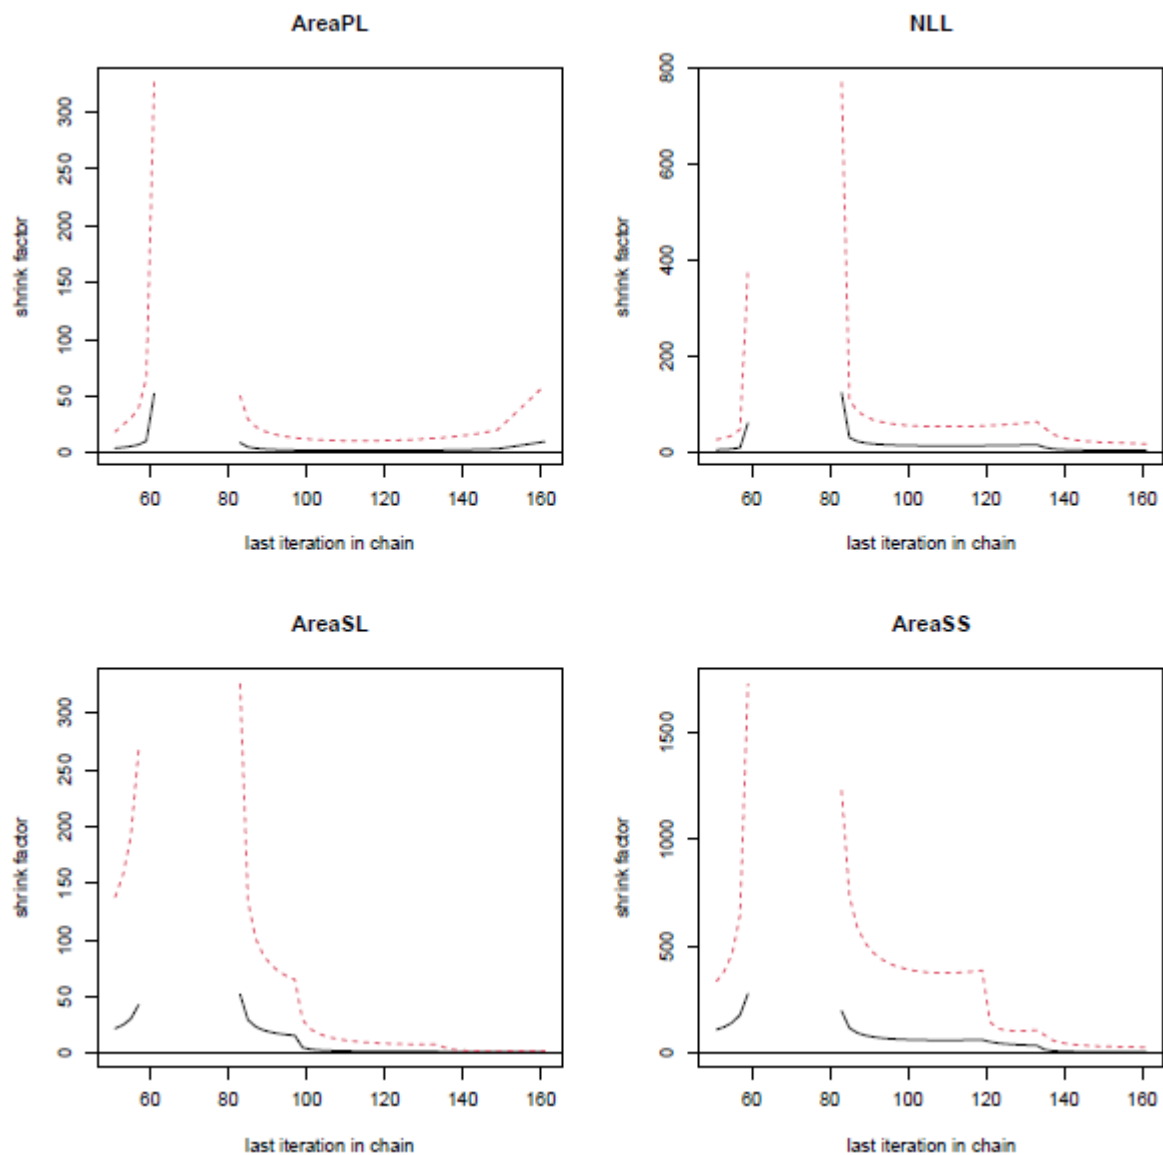 AreaPL
NLL
shrink factor
0 50 100 150 200 250 300
60 80 100 120 140 160
last iteration in chain
shrink factor
0 200 400 600 800
60 80 100 120 140 160
last iteration in chain
AreaSL
AreaSS
shrink factor
0 50 100 150 200 250 300
60 80 100 120 140 160
last iteration in chain
shrink factor
0 500 1000 1500
60 80 100 120 140 160
last iteration in chain